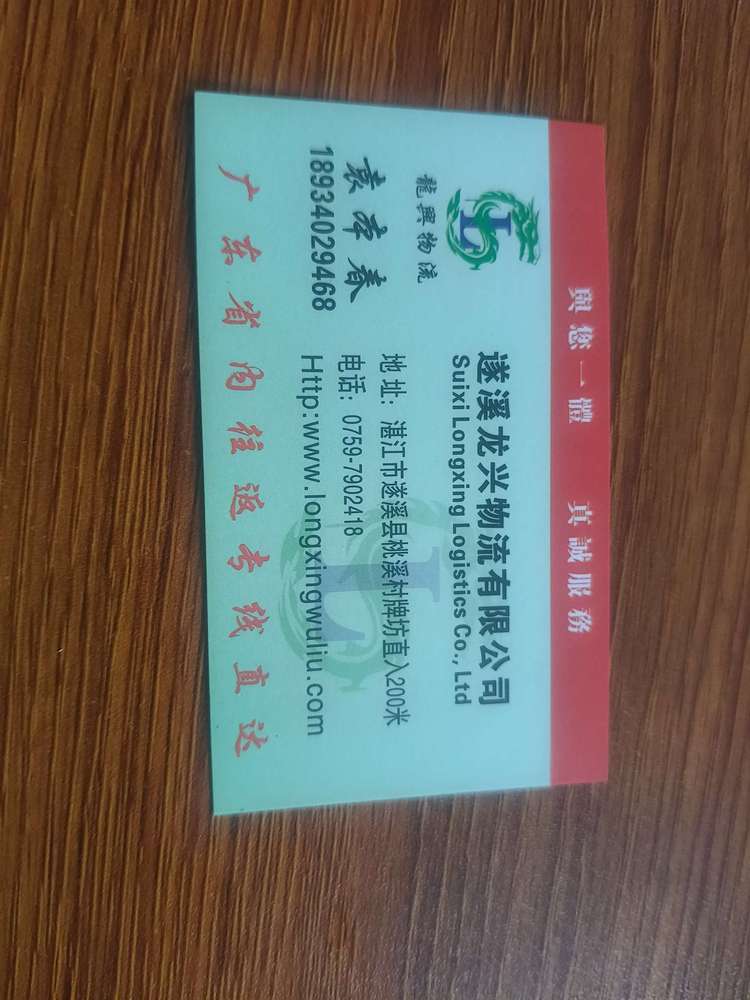 與您一體 真誠服務
L
龍興物流
遂溪龙兴物流有限公司
Suixi Longxing Logistics Co., Ltd
袁本春
18934029468
地址：湛江市遂溪县桃溪村牌坊直入200米
电话：0759-7902418
Http:www.longxingwuliu.com
广东省内往返专线直达